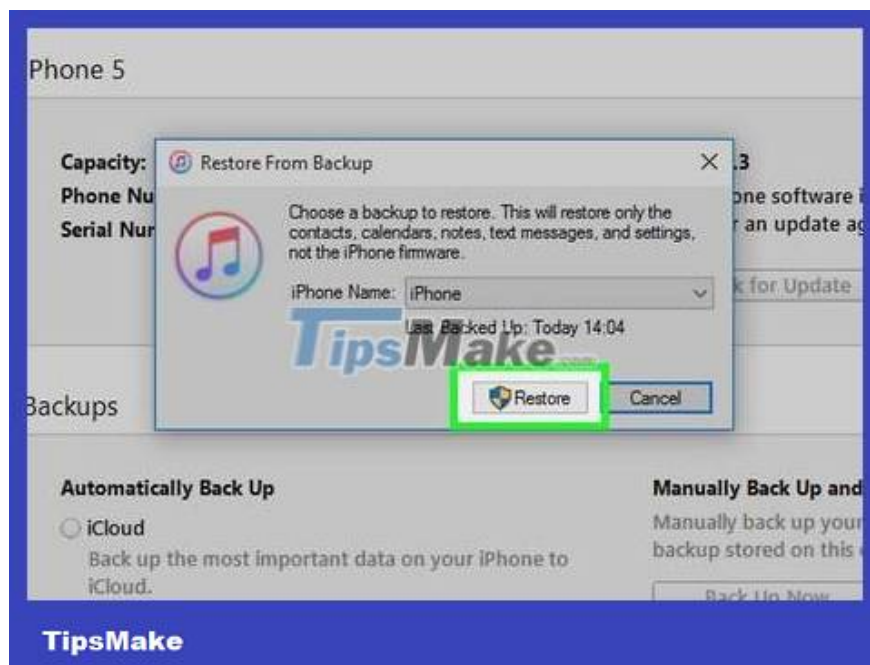 Phone 5
Capacity:
Phone Nu
Serial Nur
.3
one software i
r an update ag
k for Update
Restore From Backup
Choose a backup to restore. This will restore only the
contacts, calendars, notes, text messages, and settings,
not the iPhone firmware.
iPhone Name: iPhone
Last Backed Up: Today 14:04
TipsMake.com
Restore Cancel
Backups
Automatically Back Up
iCloud
Back up the most important data on your iPhone to
iCloud.
Manually Back Up and
Manually back up your
backup stored on this
Back Up Now
TipsMake